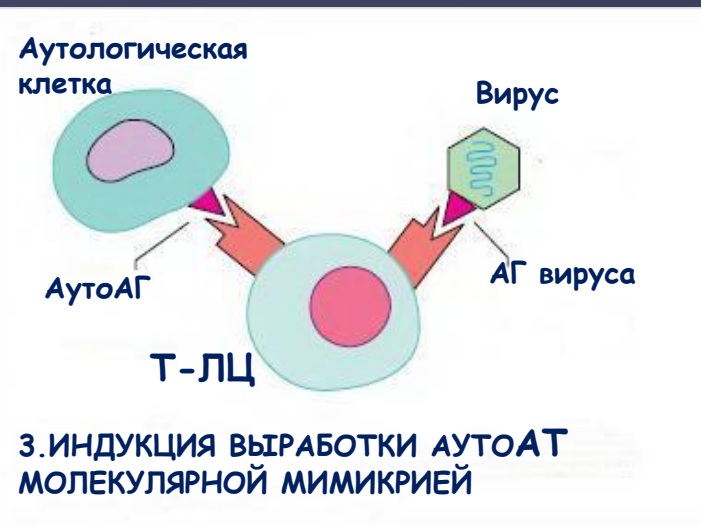 Аутологическая
клетка
Вирус
АутоАГ
АГ вируса
Т-ЛЦ
3.ИНДУКЦИЯ ВЫРАБОТКИ АУТОАТ
МОЛЕКУЛЯРНОЙ МИМИКРИЕЙ